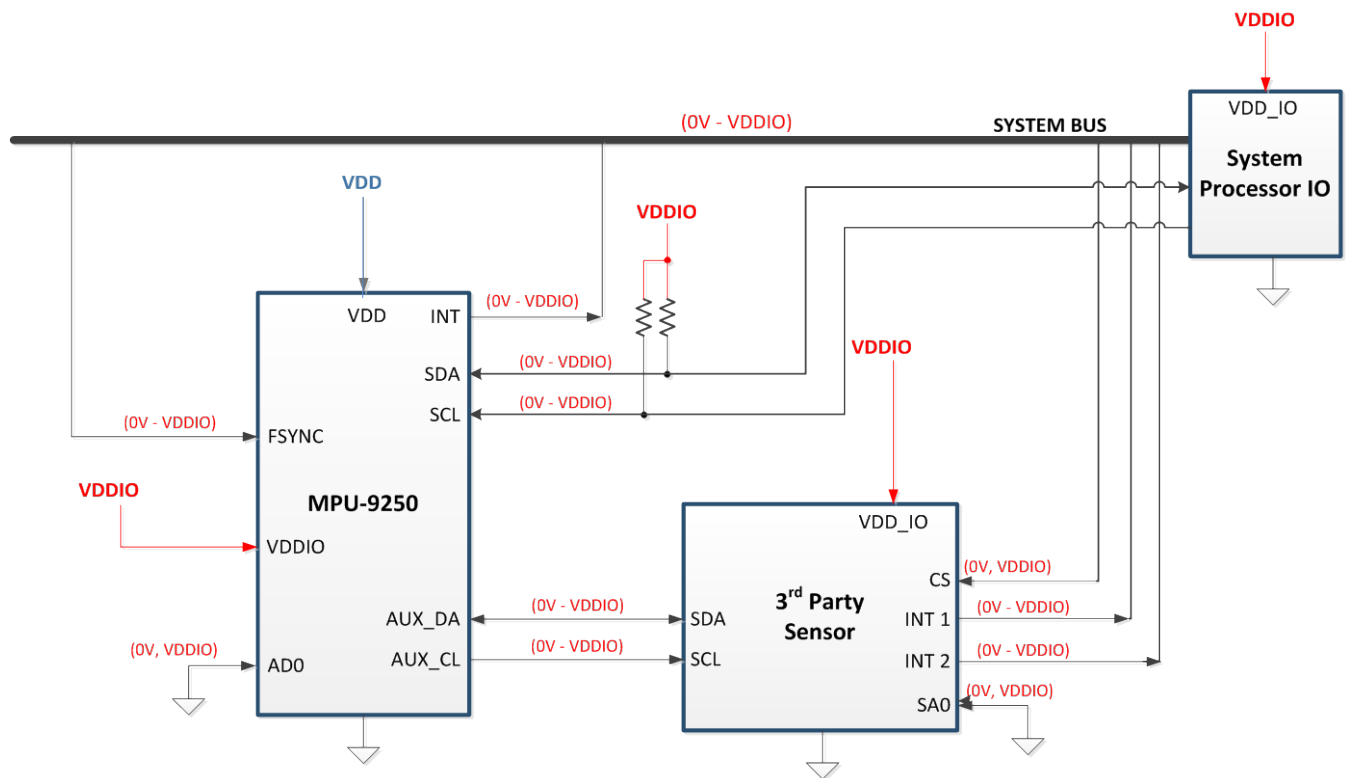 VDDIO
(0V - VDDIO)
SYSTEM BUS
VDD_IO
System
Processor IO
VDD
VDDIO
VDD
INT
(0V - VDDIO)
SDA
(0V - VDDIO)
SCL
(0V - VDDIO)
VDDIO
(0V - VDDIO)
FSYNC
VDDIO
MPU-9250
VDDIO
VDD_IO
CS
(0V, VDDIO)
3rd Party
Sensor
AUX_DA
(0V - VDDIO)
SDA
INT 1
(0V - VDDIO)
(0V, VDDIO)
AD0
AUX_CL
(0V - VDDIO)
SCL
INT 2
(0V - VDDIO)
SA0
(0V, VDDIO)